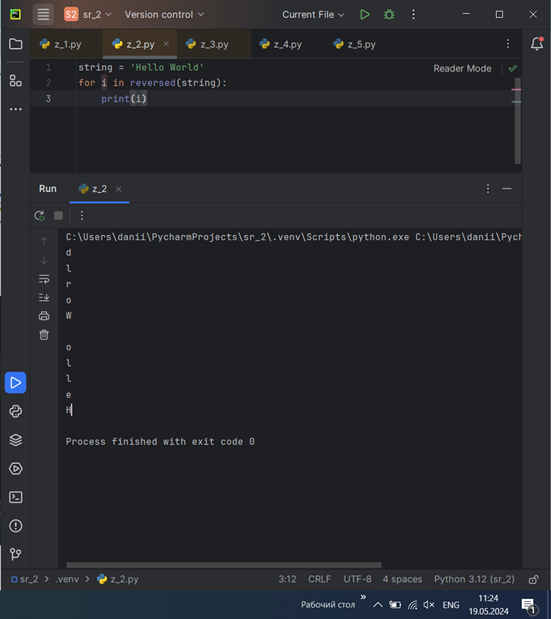 S2 sr_2 Version control Current File
z_1.py z_2.py z_3.py z_4.py z_5.py
Reader Mode
1 string = 'Hello World'
2 for i in reversed(string):
3 print(i)
Run z_2
C:\Users\danii\PycharmProjects\sr_2\.venv\Scripts\python.exe C:\Users\danii\Pych
d
l
r
o
W
o
l
l
e
H
Process finished with exit code 0
sr_2 > .venv > z_2.py 3:12 CRLF UTF-8 4 spaces Python 3.12 (sr_2)
Рабочий стол » ENG 11:24
19.05.2024 1